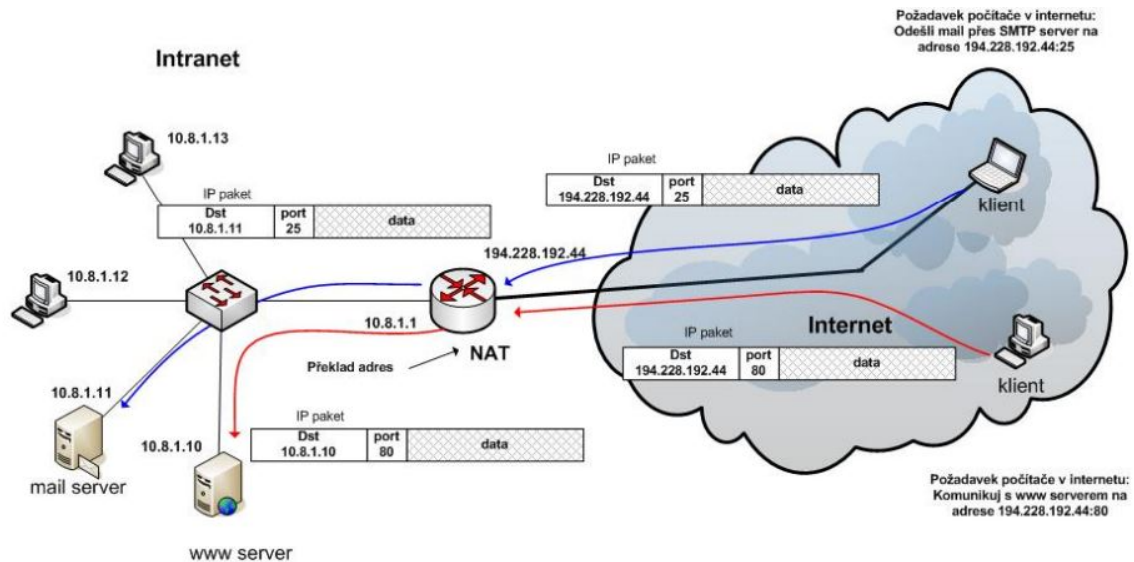 Požadavek počítače v internetu:
Odešli mail přes SMTP server na
adrese 194.228.192.44:25
Intranet
10.8.1.13
IP paket
Dst
194.228.192.44
port
25
data
klient
IP paket
Dst
10.8.1.11
port
25
data
194.228.192.44
10.8.1.12
10.8.1.1
NAT
Překlad adres
Internet
IP paket
Dst
194.228.192.44
port
80
data
klient
10.8.1.11
mail server
10.8.1.10
IP paket
Dst
10.8.1.10
port
80
data
www server
Požadavek počítače v internetu:
Komunikuj s www serverem na
adrese 194.228.192.44:80